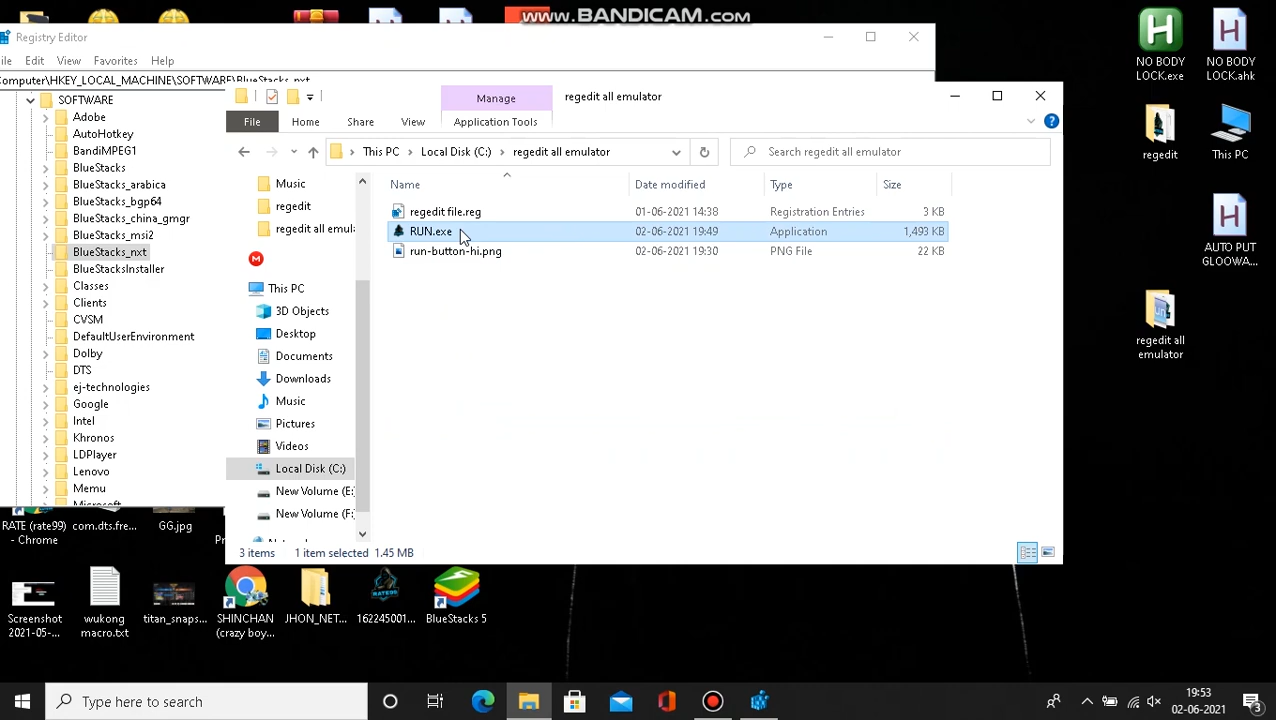 www.BANDICAM.com
Registry Editor
ile Edit View Favorites Help
Computer\HKEY_LOCAL_MACHINE\SOFTWARE\BlueStacks_nxt
SOFTWARE
Adobe
AutoHotkey
BandiMPEG1
BlueStacks
BlueStacks_arabica
BlueStacks_bgp64
BlueStacks_china_gmgr
BlueStacks_msi2
BlueStacks_nxt
BlueStacksInstaller
Classes
Clients
CVSM
DefaultUserEnvironment
Dolby
DTS
ej-technologies
Google
Intel
Khronos
LDPlayer
Lenovo
Memu
Microsoft
Manage
regedit all emulator
File Home Share View Application Tools
This PC Local Disk (C:) regedit all emulator
Search regedit all emulator
Name Date modified Type Size
regedit file.reg 01-06-2021 14:38 Registration Entries 3 KB
RUN.exe 02-06-2021 19:49 Application 1,493 KB
run-button-hi.png 02-06-2021 19:30 PNG File 22 KB
Music
regedit
regedit all emula
This PC
3D Objects
Desktop
Documents
Downloads
Music
Pictures
Videos
Local Disk (C:)
New Volume (E:
New Volume (F:
3 items 1 item selected 1.45 MB
NO BODY LOCK.exe
NO BODY LOCK.ahk
regedit
This PC
AUTO PUT GLOOWA...
regedit all emulator
RATE (rate99) - Chrome
com.dts.fre...
GG.jpg
Screenshot 2021-05-...
wukong macro.txt
titan_snaps...
SHINCHAN (crazy boy...
JHON_NET...
162245001...
BlueStacks 5
Type here to search
19:53
02-06-2021
3